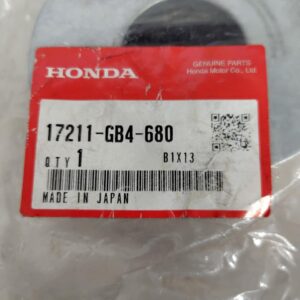 HONDA
GENUINE PARTS
Honda Motor Co., Ltd.
17211-GB4-680
QTY 1 B1X13
MADE IN JAPAN